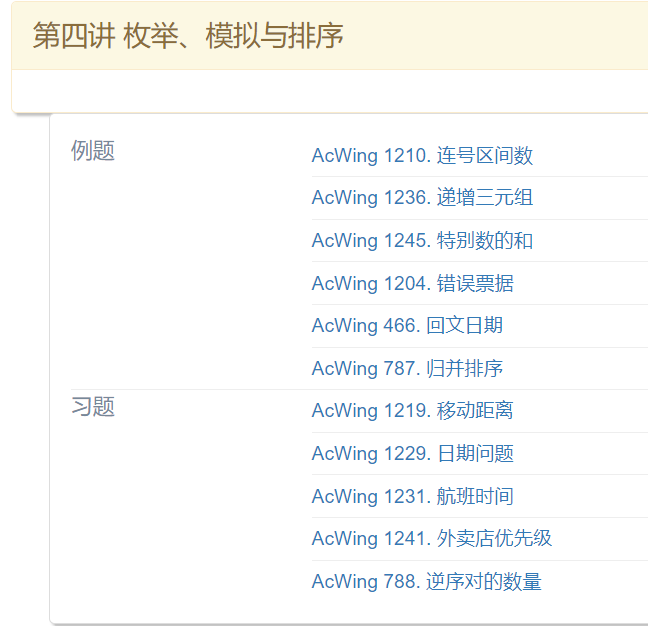 第四讲 枚举、模拟与排序
例题
AcWing 1210. 连号区间数
AcWing 1236. 递增三元组
AcWing 1245. 特别数的和
AcWing 1204. 错误票据
AcWing 466. 回文日期
AcWing 787. 归并排序
习题
AcWing 1219. 移动距离
AcWing 1229. 日期问题
AcWing 1231. 航班时间
AcWing 1241. 外卖店优先级
AcWing 788. 逆序对的数量